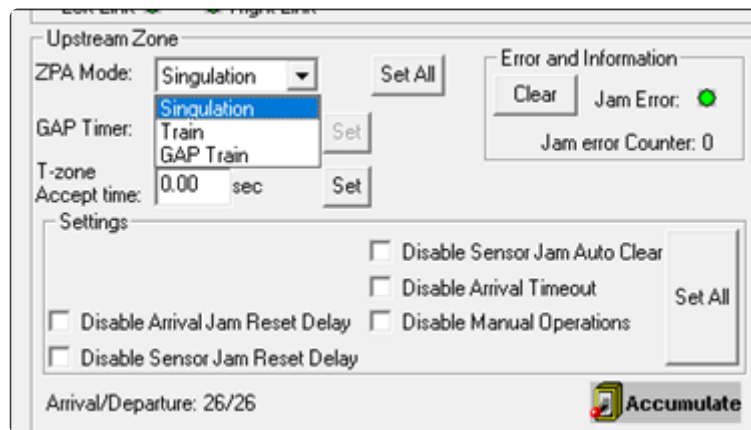 Upstream Zone
ZPA Mode: Singulation Set All
Singulation
Train
GAP Train
GAP Timer: Set
T-zone
Accept time: 0.00 sec Set
Error and Information
Clear Jam Error:
Jam error Counter: 0
Settings
Disable Sensor Jam Auto Clear
Disable Arrival Timeout
Disable Arrival Jam Reset Delay Disable Manual Operations
Disable Sensor Jam Reset Delay
Set All
Arrival/Departure: 26/26 Accumulate